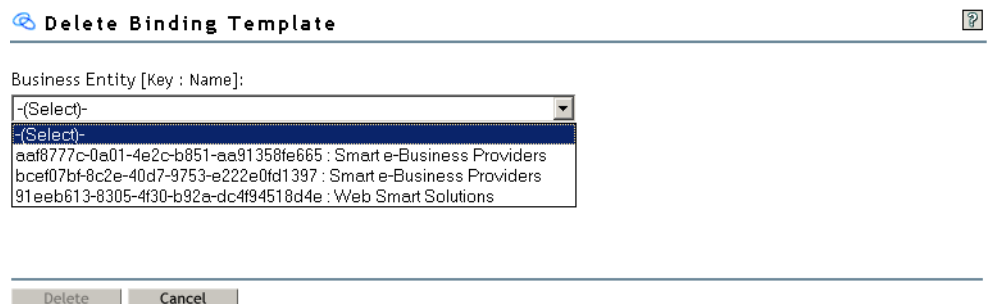 Delete Binding Template
?
Business Entity [Key : Name]:
-(Select)-
-(Select)-
aaf8777c-0a01-4e2c-b851-aa91358fe665 : Smart e-Business Providers
bcef07bf-8c2e-40d7-9753-e222e0fd1397 : Smart e-Business Providers
91eeb613-8305-4f30-b92a-dc4f94518d4e : Web Smart Solutions
Delete Cancel